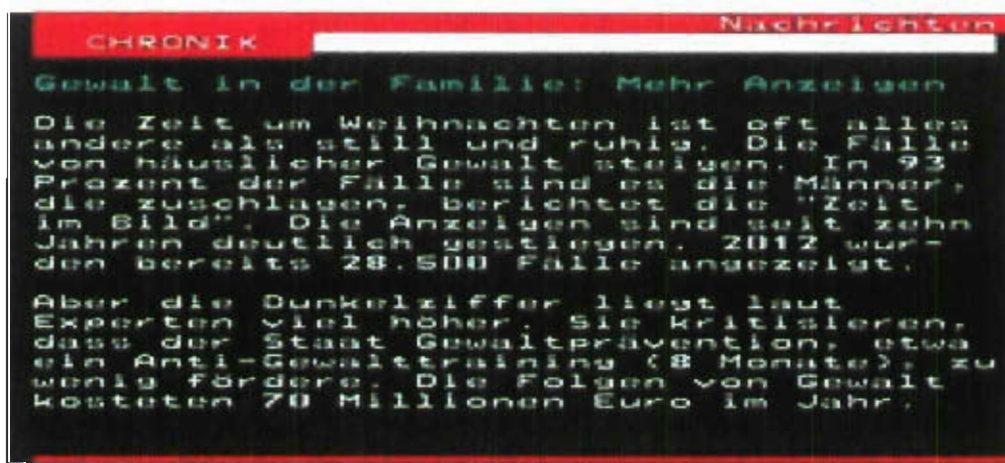 Nachrichten
CHRONIK
Gewalt in der Familie: Mehr Anzeigen
Die Zeit um Weihnachten ist oft alles
andere als still und ruhig. Die Fälle
von häuslicher Gewalt steigen. In 93
Prozent der Fälle sind es die Männer,
die zuschlagen, berichtet die "Zeit
im Bild". Die Anzeigen sind seit zehn
Jahren deutlich gestiegen. 2012 wur-
den bereits 28.500 Fälle angezeigt.
Aber die Dunkelziffer liegt laut
Experten viel höher. Sie kritisieren,
dass der Staat Gewaltprävention, etwa
ein Anti-Gewalttraining (8 Monate), zu
wenig fördere. Die Folgen von Gewalt
kosteten 78 Millionen Euro im Jahr.